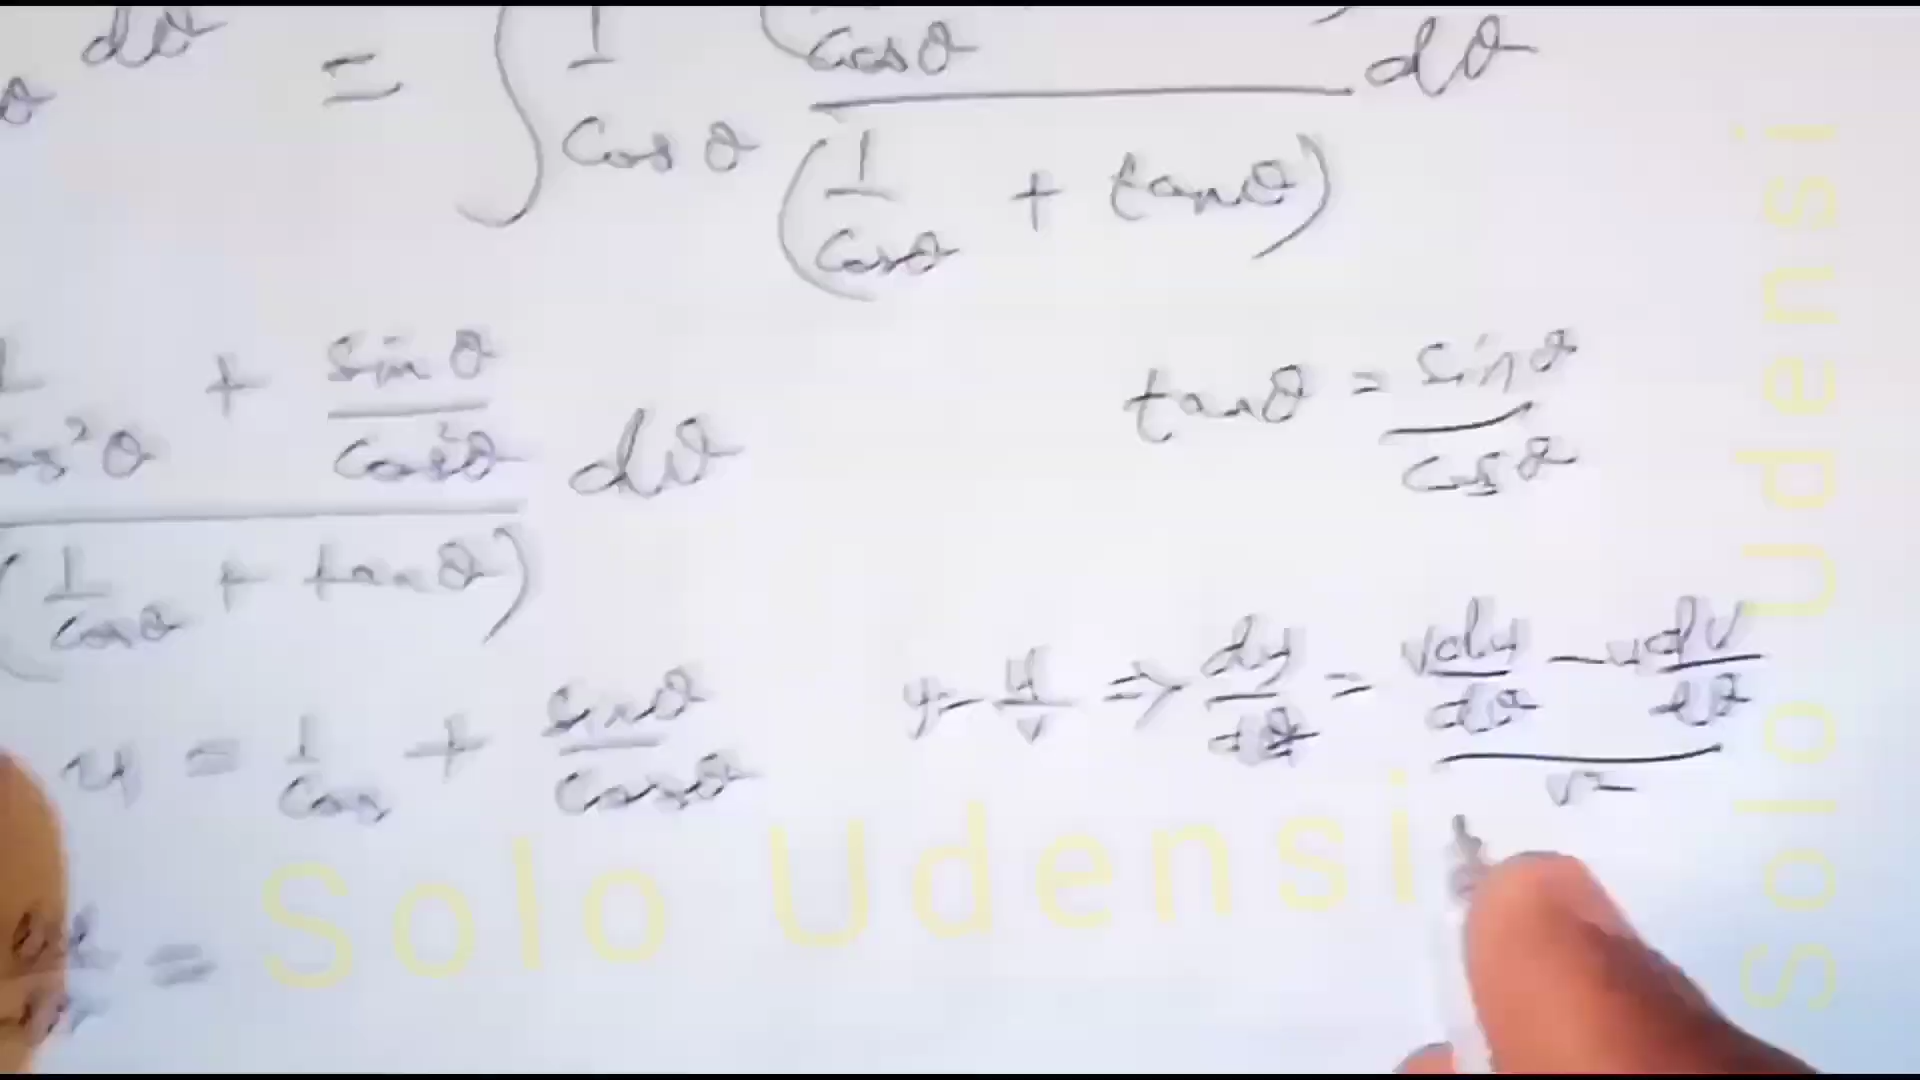 θ dθ = ∫ 1/cosθ (cosθ)/(1/cosθ + tanθ) dθ
1/cos²θ + sinθ/cos²θ dθ
tanθ = sinθ/cosθ
(1/cosθ + tanθ)
y = u/v ⇒ dy/dθ = (v du/dθ − u dv/dθ)/v²
u = 1/cos + sinθ/cosθ
=
Solo Udensi
Solo Udensi